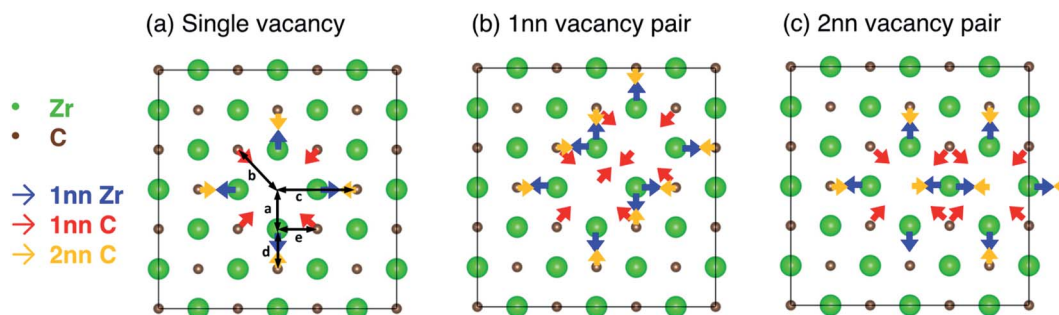 (a) Single vacancy
(b) 1nn vacancy pair
(c) 2nn vacancy pair
Zr
C
1nn Zr
1nn C
2nn C
b
c
a
e
d